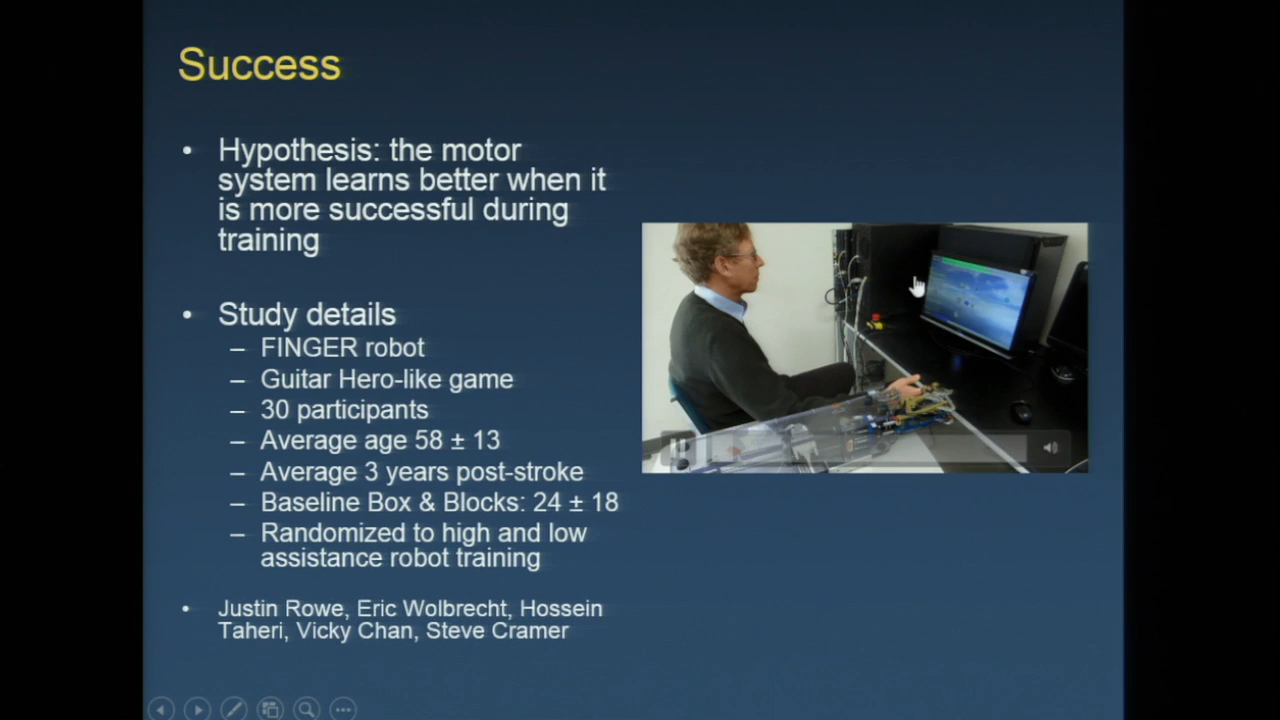 Success
• Hypothesis: the motor
system learns better when it
is more successful during
training
• Study details
– FINGER robot
– Guitar Hero-like game
– 30 participants
– Average age 58 ± 13
– Average 3 years post-stroke
– Baseline Box & Blocks: 24 ± 18
– Randomized to high and low
assistance robot training
• Justin Rowe, Eric Wolbrecht, Hossein
Taheri, Vicky Chan, Steve Cramer